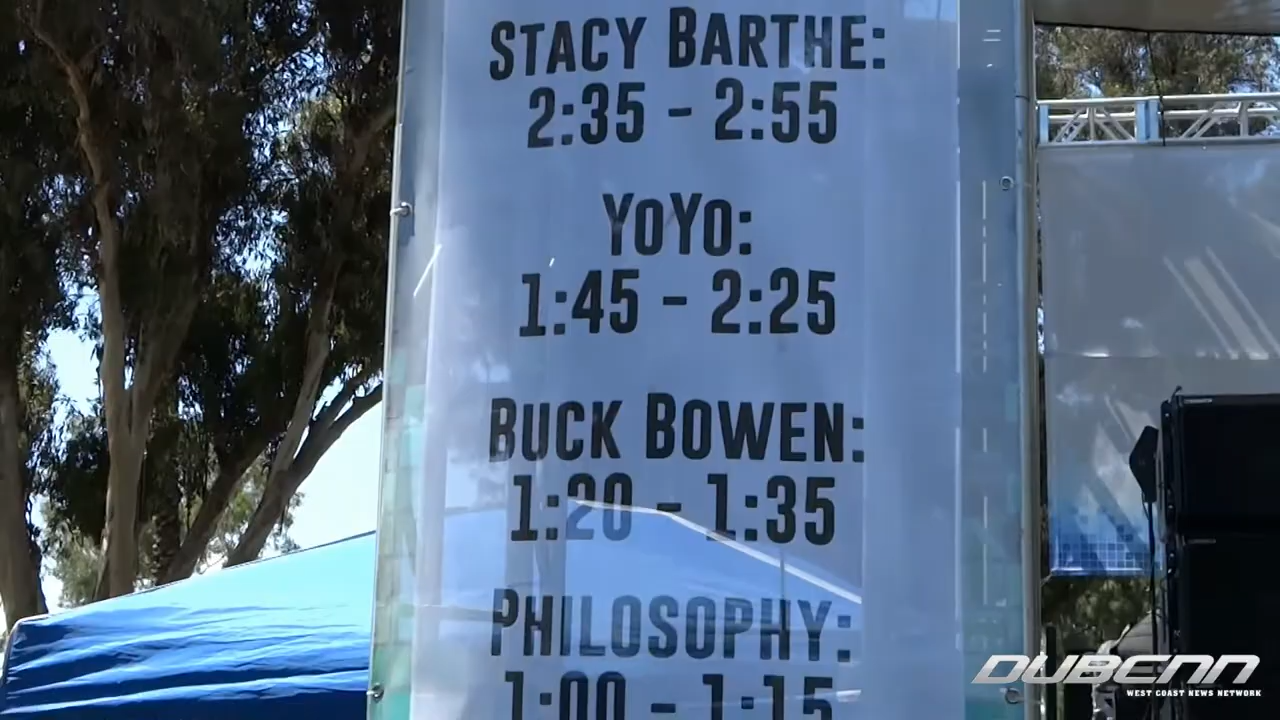 STACY BARTHE:
2:35 - 2:55
YOYO:
1:45 - 2:25
BUCK BOWEN:
1:20 - 1:35
PHILOSOPHY:
1:00 - 1:15
DUBCNN
WEST COAST NEWS NETWORK